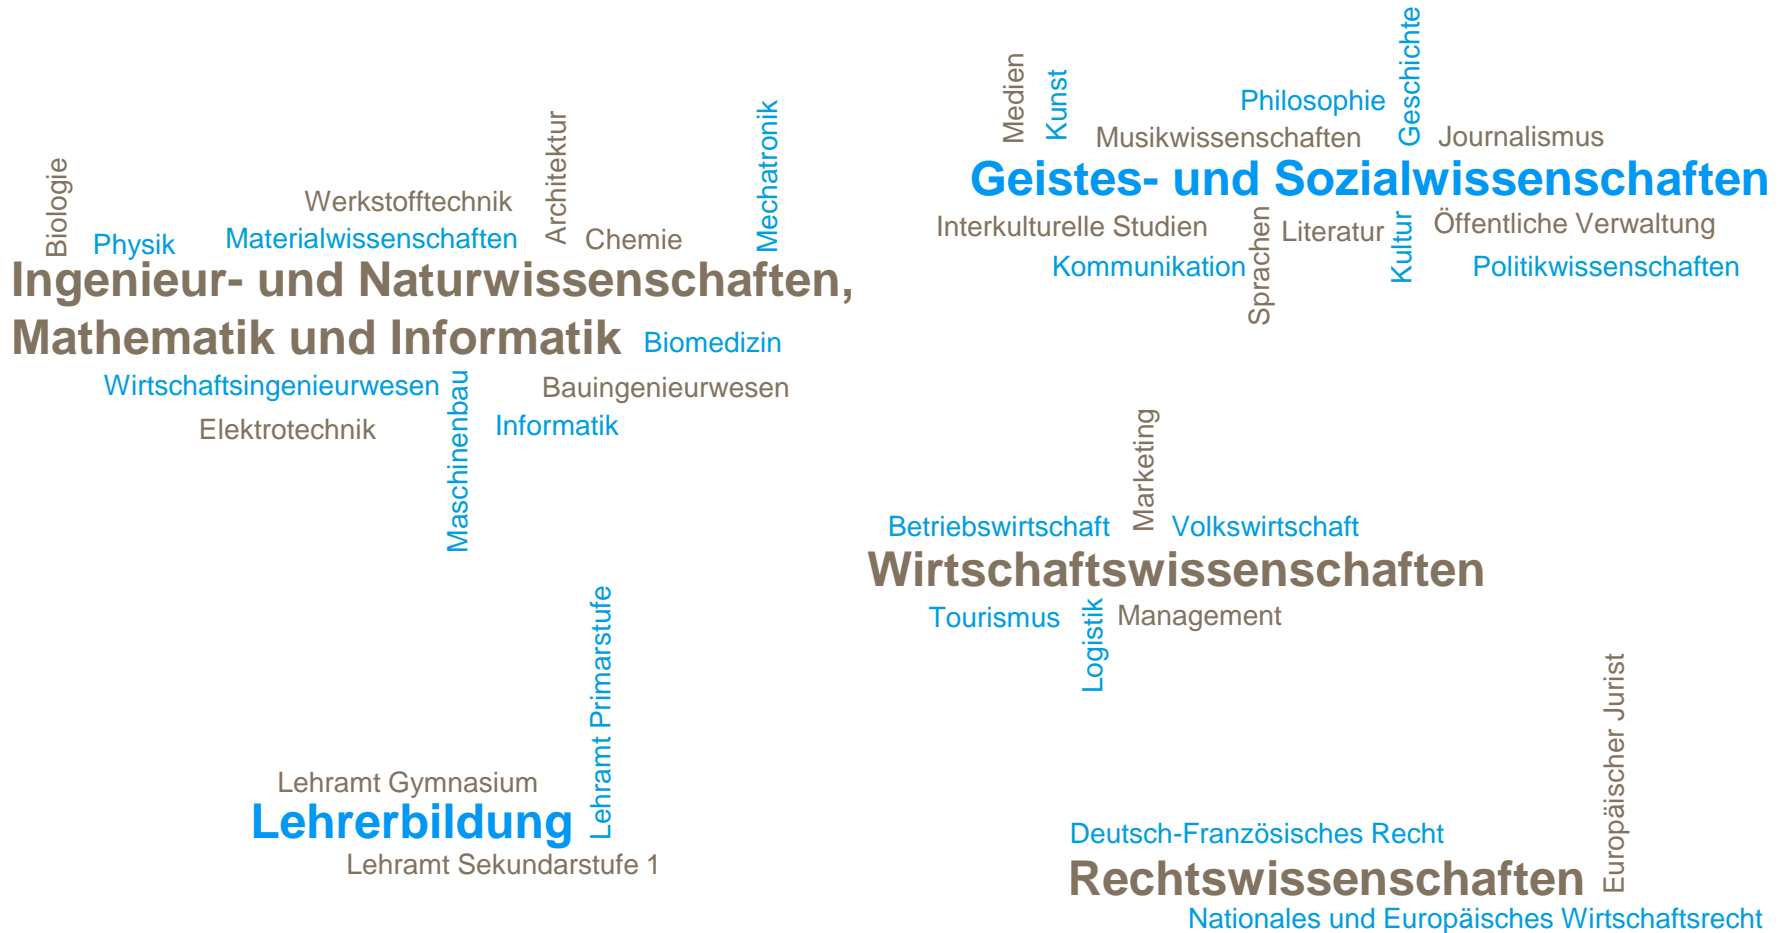 Biologie
Physik
Werkstofftechnik
Materialwissenschaften
Architektur
Chemie
Mechatronik
Ingenieur- und Naturwissenschaften,
Mathematik und Informatik
Biomedizin
Wirtschaftsingenieurwesen
Elektrotechnik
Maschinenbau
Bauingenieurwesen
Informatik
Medien
Kunst
Musikwissenschaften
Philosophie
Geschichte
Journalismus
Geistes- und Sozialwissenschaften
Interkulturelle Studien
Kommunikation
Sprachen
Literatur
Kultur
Öffentliche Verwaltung
Politikwissenschaften
Betriebswirtschaft
Marketing
Volkswirtschaft
Wirtschaftswissenschaften
Tourismus
Logistik
Management
Lehramt Gymnasium
Lehramt Primarstufe
Lehrerbildung
Lehramt Sekundarstufe 1
Deutsch-Französisches Recht
Europäischer Jurist
Rechtswissenschaften
Nationales und Europäisches Wirtschaftsrecht